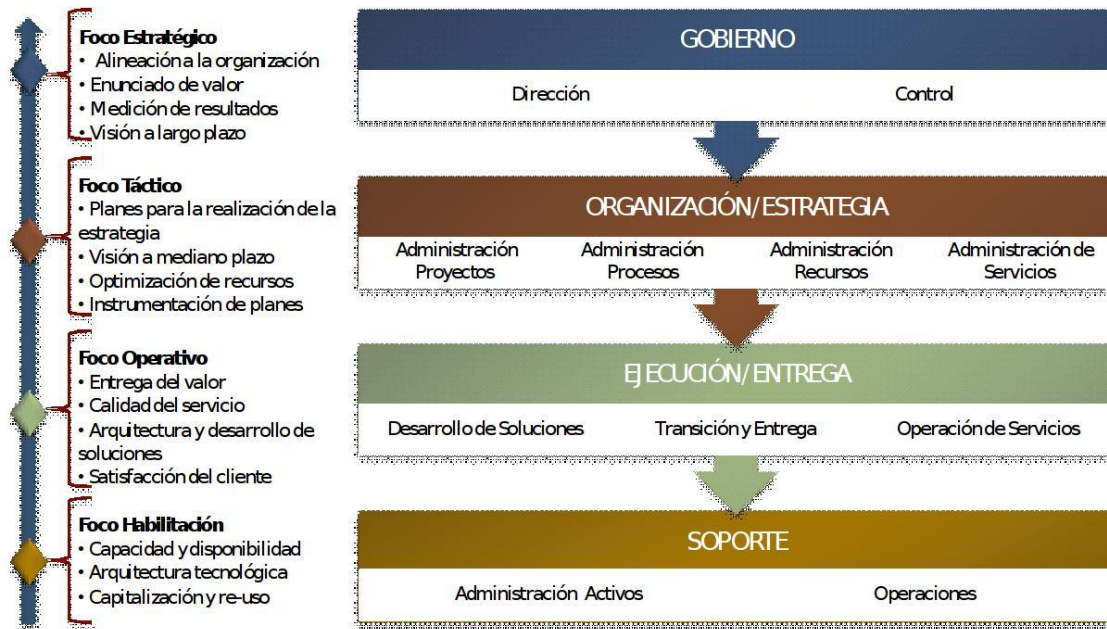 Foco Estratégico
• Alineación a la organización
• Enunciado de valor
• Medición de resultados
• Visión a largo plazo
GOBIERNO
Dirección
Control
Foco Táctico
• Planes para la realización de la
estrategia
• Visión a mediano plazo
• Optimización de recursos
• Instrumentación de planes
ORGANIZACIÓN/ESTRATEGIA
Administración
Proyectos
Administración
Procesos
Administración
Recursos
Administración de
Servicios
Foco Operativo
• Entrega del valor
• Calidad del servicio
• Arquitectura y desarrollo de
soluciones
• Satisfacción del cliente
EJECUCIÓN/ENTREGA
Desarrollo de Soluciones
Transición y Entrega
Operación de Servicios
Foco Habilitación
• Capacidad y disponibilidad
• Arquitectura tecnológica
• Capitalización y re-uso
SOPORTE
Administración Activos
Operaciones